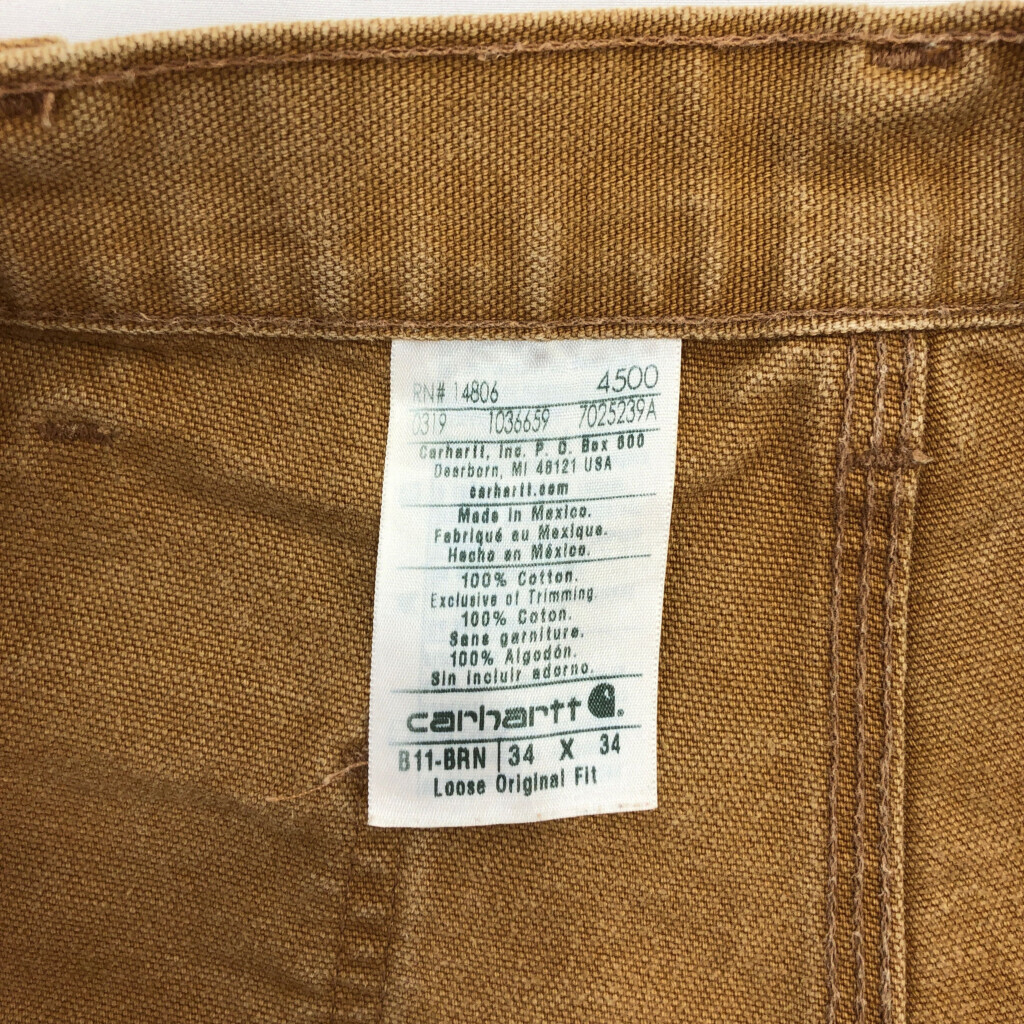 RN# 14806 4500
0319 1036659 7025239A
Carhartt, Inc. P. O. Box 600
Dearborn, MI 48121 USA
carhartt.com
Made in Mexico.
Fabriqué au Mexique.
Hecho en México.
100% Cotton.
Exclusive of Trimming.
100% Coton.
Sans garniture.
100% Algodón.
Sin incluir adorno.
carhartt
B11-BRN 34 X 34
Loose Original Fit